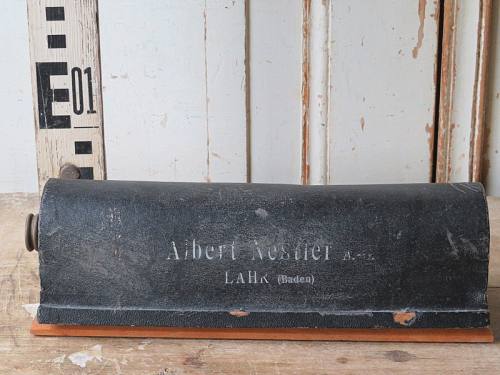 E 01
Albert Nestler A.-G.
LAHR (Baden)